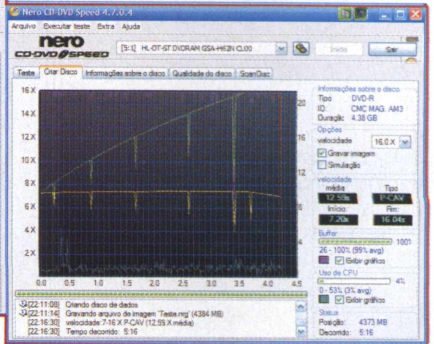 Nero CD-DVD Speed 4.7.0.4
Arquivo Executar teste Extra Ajuda
nero
CD·DVD SPEED
[5:1] HL-DT-ST DVDRAM GSA-H62N CL00
Início
Sair
Teste Criar Disco Informações sobre o disco Qualidade do disco ScanDisc
16 X
14 X
12 X
10 X
8 X
6 X
4 X
2 X
20
16
12
8
4
0.0 0.5 1.0 1.5 2.0 2.5 3.0 3.5 4.0 4.5
Informações sobre o disco
Tipo DVD-R
ID: CMC MAG. AM3
Duração: 4.38 GB
Opções
velocidade 16.0 X
Gravar imagem
Simulação
velocidade
média Tipo
12.59x P-CAV
Início: Fim:
7.20x 16.04x
Buffer
100%
26 - 100% (99% avg)
Exibir gráfico
Uso de CPU
4%
0 - 53% (3% avg)
Exibir gráfico
Status
Posição: 4373 MB
Decorrido: 5:16
[22:11:09] Criando disco de dados
[22:11:14] Gravando arquivo de imagem 'Teste.nrg' (4384 MB)
[22:16:30] velocidade:7-16 X P-CAV (12.59 X média)
[22:16:30] Tempo decorrido: 5:16